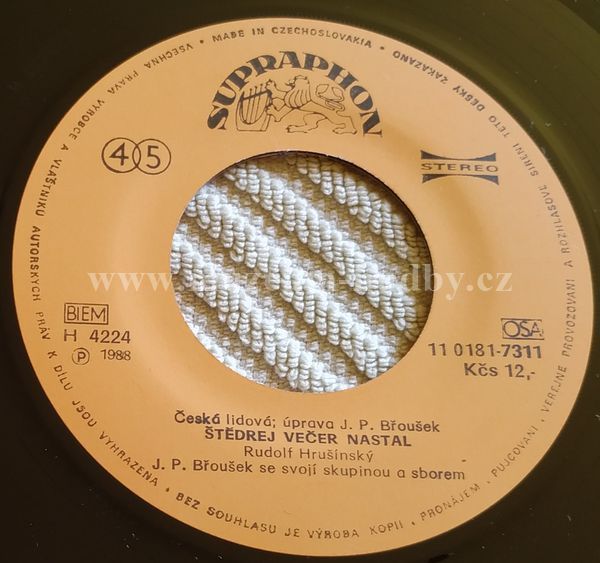 VŠECHNA PRÁVA VÝROBCE A VLASTNÍKU AUTORSKÝCH PRÁV K DÍLU JSOU VYHRAZENA • BEZ SOUHLASU JE VÝROBA KOPIÍ • PRONÁJEM • PŮJČOVÁNÍ • VEŘEJNÉ PROVOZOVÁNÍ A ROZHLASOVÉ ŠÍŘENÍ TÉTO DESKY ZAKÁZÁNO • MADE IN CZECHOSLOVAKIA •
SUPRAPHON
45
STEREO
BIEM
H 4224
Ⓟ 1988
OSA
11 0181-7311
Kčs 12,-
Česká lidová; úprava J. P. Břoušek
ŠTĚDREJ VEČER NASTAL
Rudolf Hrušínský
J. P. Břoušek se svojí skupinou a sborem